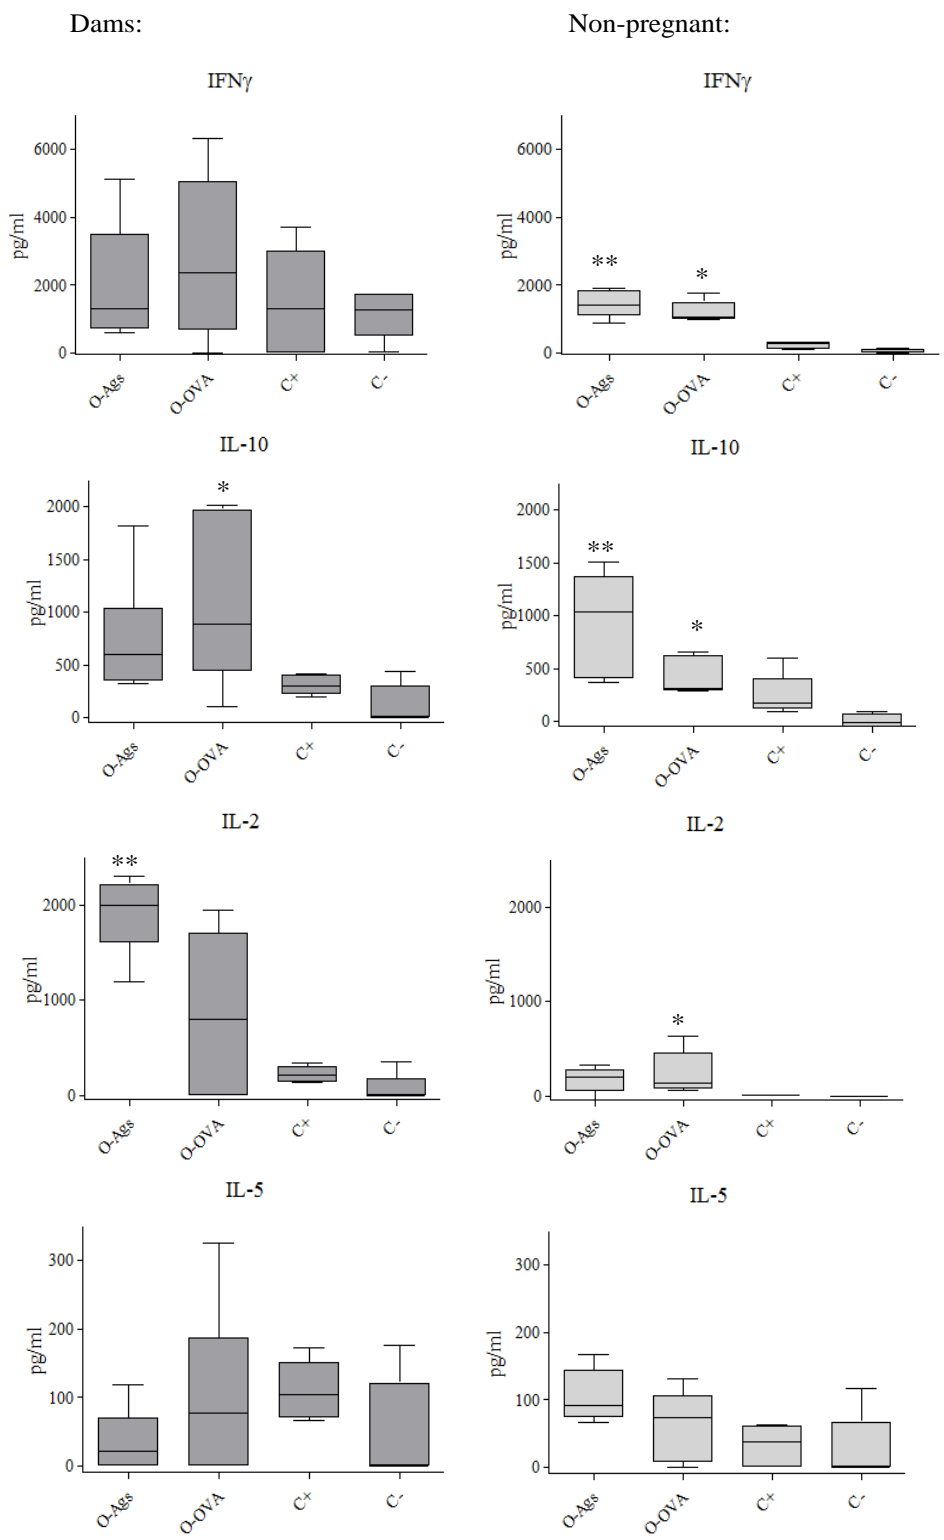 Dams:
Non-pregnant:
IFNγ
6000
4000
2000
0
pg/ml
O-Ags
O-OVA
C+
C-
IFNγ
**
*
6000
4000
2000
0
pg/ml
O-Ags
O-OVA
C+
C-
IL-10
*
2000
1500
1000
500
0
pg/ml
O-Ags
O-OVA
C+
C-
IL-10
**
*
2000
1500
1000
500
0
pg/ml
O-Ags
O-OVA
C+
C-
IL-2
**
2000
1000
0
pg/ml
O-Ags
O-OVA
C+
C-
IL-2
*
2000
1000
0
pg/ml
O-Ags
O-OVA
C+
C-
IL-5
300
200
100
0
pg/ml
O-Ags
O-OVA
C+
C-
IL-5
300
200
100
0
pg/ml
O-Ags
O-OVA
C+
C-